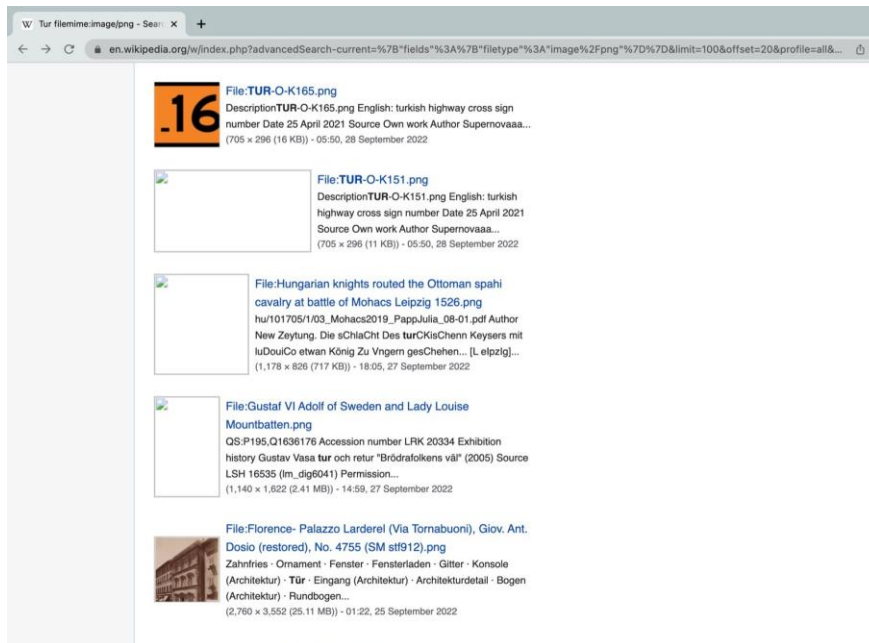 Tur filemime:image/png - Sear
en.wikipedia.org/w/index.php?advancedSearch-current=%7B"fields"%3A%7B"filetype"%3A"image%2Fpng"%7D%7D&limit=100&offset=20&profile=all&...
16
File:TUR-O-K165.png
DescriptionTUR-O-K165.png English: turkish highway cross sign
number Date 25 April 2021 Source Own work Author Supernovaaa...
(705 × 296 (16 KB)) - 05:50, 28 September 2022
File:TUR-O-K151.png
DescriptionTUR-O-K151.png English: turkish
highway cross sign number Date 25 April 2021
Source Own work Author Supernovaaa...
(705 × 296 (11 KB)) - 05:50, 28 September 2022
File:Hungarian knights routed the Ottoman spahi
cavalry at battle of Mohacs Leipzig 1526.png
hu/101705/1/03_Mohacs2019_PappJulia_08-01.pdf Author
New Zeytung. Die sChlaCht Des turCKisChenn Keysers mit
luDouiCo etwan König Zu Vngern gesChehen... [L elpzIg]...
(1,178 × 826 (717 KB)) - 18:05, 27 September 2022
File:Gustaf VI Adolf of Sweden and Lady Louise
Mountbatten.png
QS:P195,Q1636176 Accession number LRK 20334 Exhibition
history Gustav Vasa tur och retur "Brödrafolkens väl" (2005) Source
LSH 16535 (lm_dig6041) Permission...
(1,140 × 1,622 (2.41 MB)) - 14:59, 27 September 2022
File:Florence- Palazzo Larderel (Via Tornabuoni), Giov. Ant.
Dosio (restored), No. 4755 (SM stf912).png
Zahnfries · Ornament · Fenster · Fensterladen · Gitter · Konsole
(Architektur) · Tür · Eingang (Architektur) · Architekturdetail · Bogen
(Architektur) · Rundbogen...
(2,760 × 3,552 (25.11 MB)) - 01:22, 25 September 2022